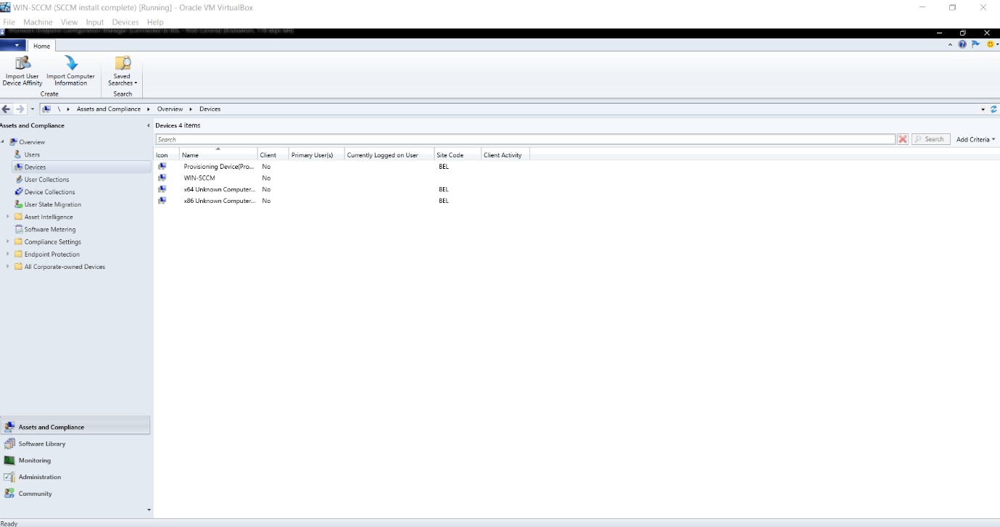 WIN-SCCM (SCCM install complete) [Running] - Oracle VM VirtualBox
File Machine View Input Devices Help
Home
Import User Device Affinity
Import Computer Information
Saved Searches
Create
Search
\ Assets and Compliance Overview Devices
Assets and Compliance
Overview
Users
Devices
User Collections
Device Collections
User State Migration
Asset Intelligence
Software Metering
Compliance Settings
Endpoint Protection
All Corporate-owned Devices
Assets and Compliance
Software Library
Monitoring
Administration
Community
Devices 4 items
Search
Search
Add Criteria
Icon Name Client Primary User(s) Currently Logged on User Site Code Client Activity
Provisioning Device(Pro... No BEL
WIN-SCCM No
x64 Unknown Computer... No BEL
x86 Unknown Computer... No BEL
Ready